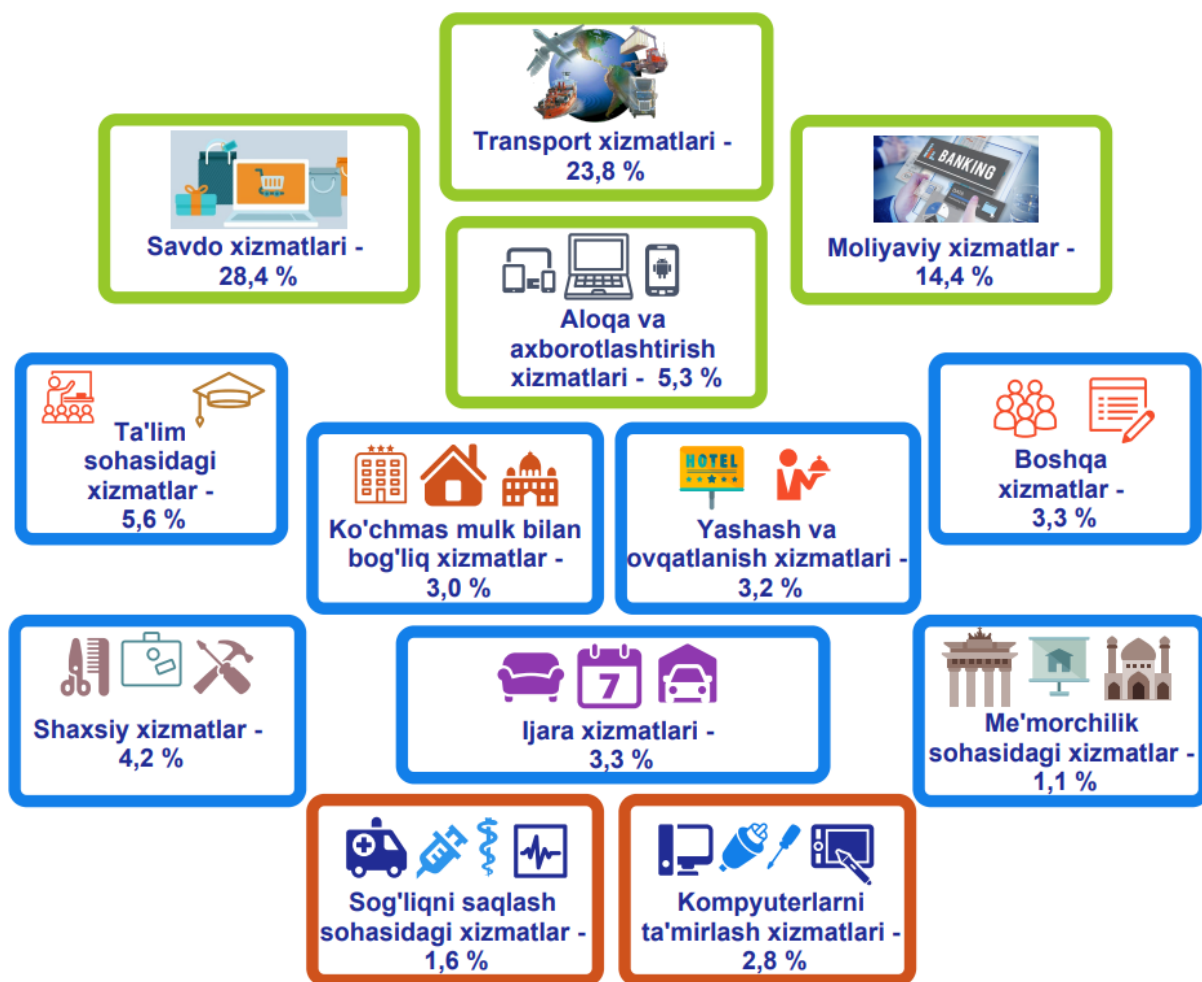 Transport xizmatlari -
23,8 %
BANKING
Savdo xizmatlari -
28,4 %
Moliyaviy xizmatlar -
14,4 %
Aloqa va
axborotlashtirish
xizmatlari - 5,3 %
Ta'lim
sohasidagi
xizmatlar -
5,6 %
Ko'chmas mulk bilan
bog'liq xizmatlar -
3,0 %
HOTEL
Yashash va
ovqatlanish xizmatlari -
3,2 %
Boshqa
xizmatlar -
3,3 %
Shaxsiy xizmatlar -
4,2 %
7
Ijara xizmatlari -
3,3 %
Me'morchilik
sohasidagi xizmatlar -
1,1 %
Sog'liqni saqlash
sohasidagi xizmatlar -
1,6 %
Kompyuterlarni
ta'mirlash xizmatlari -
2,8 %